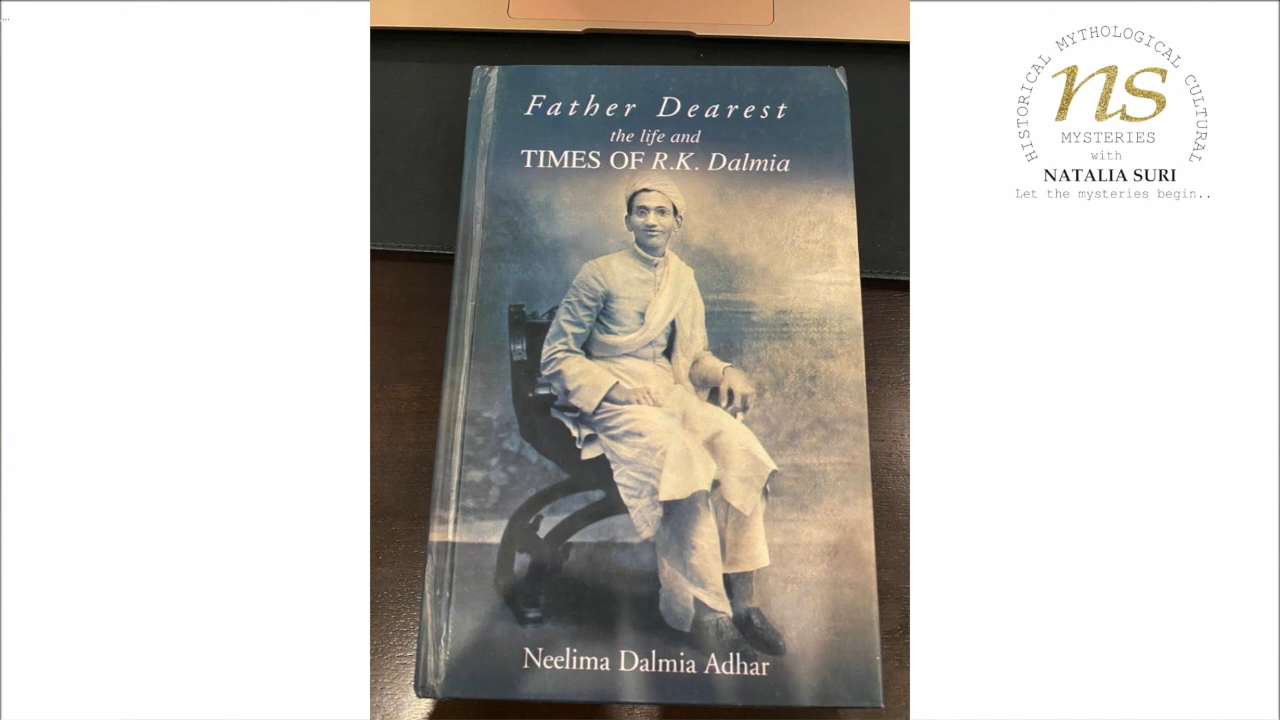 ...
Father Dearest
the life and
TIMES OF R.K. Dalmia
Neelima Dalmia Adhar
HISTORICAL MYTHOLOGICAL CULTURAL
ns
MYSTERIES
with
NATALIA SURI
Let the mysteries begin..